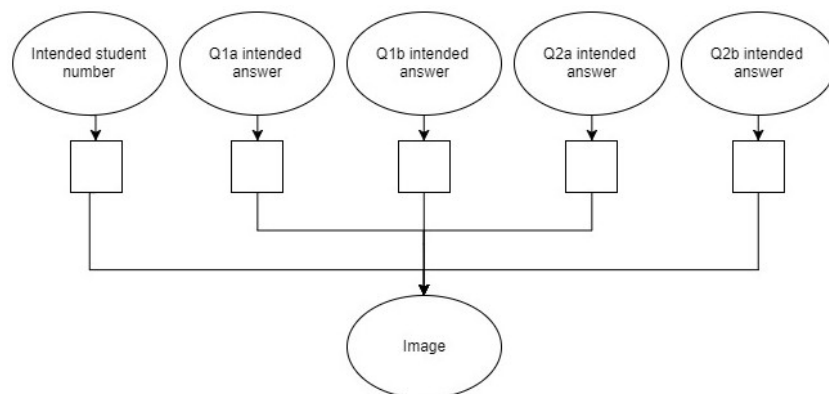 Intended student
number
Q1a intended
answer
Q1b intended
answer
Q2a intended
answer
Q2b intended
answer
Image